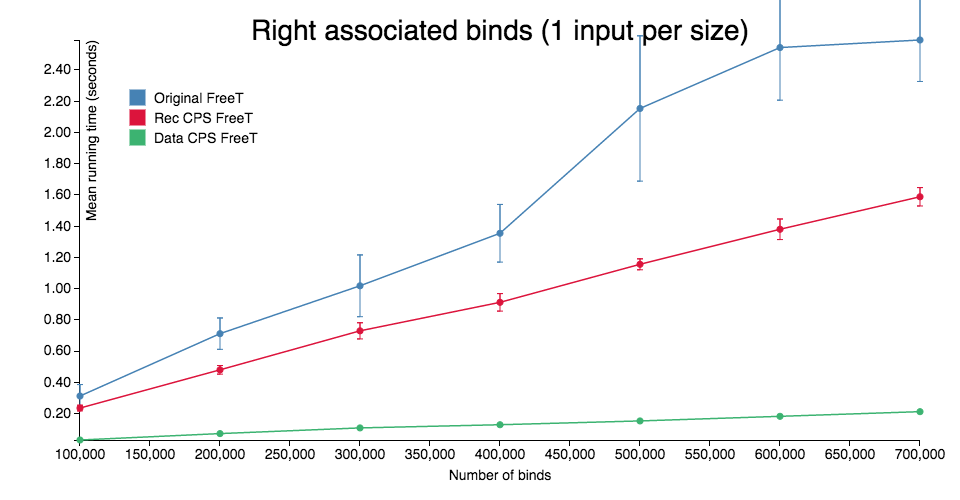 Right associated binds (1 input per size)
Mean running time (seconds)
2.40
2.20
2.00
1.80
1.60
1.40
1.20
1.00
0.80
0.60
0.40
0.20
Original FreeT
Rec CPS FreeT
Data CPS FreeT
100,000 150,000 200,000 250,000 300,000 350,000 400,000 450,000 500,000 550,000 600,000 650,000 700,000
Number of binds